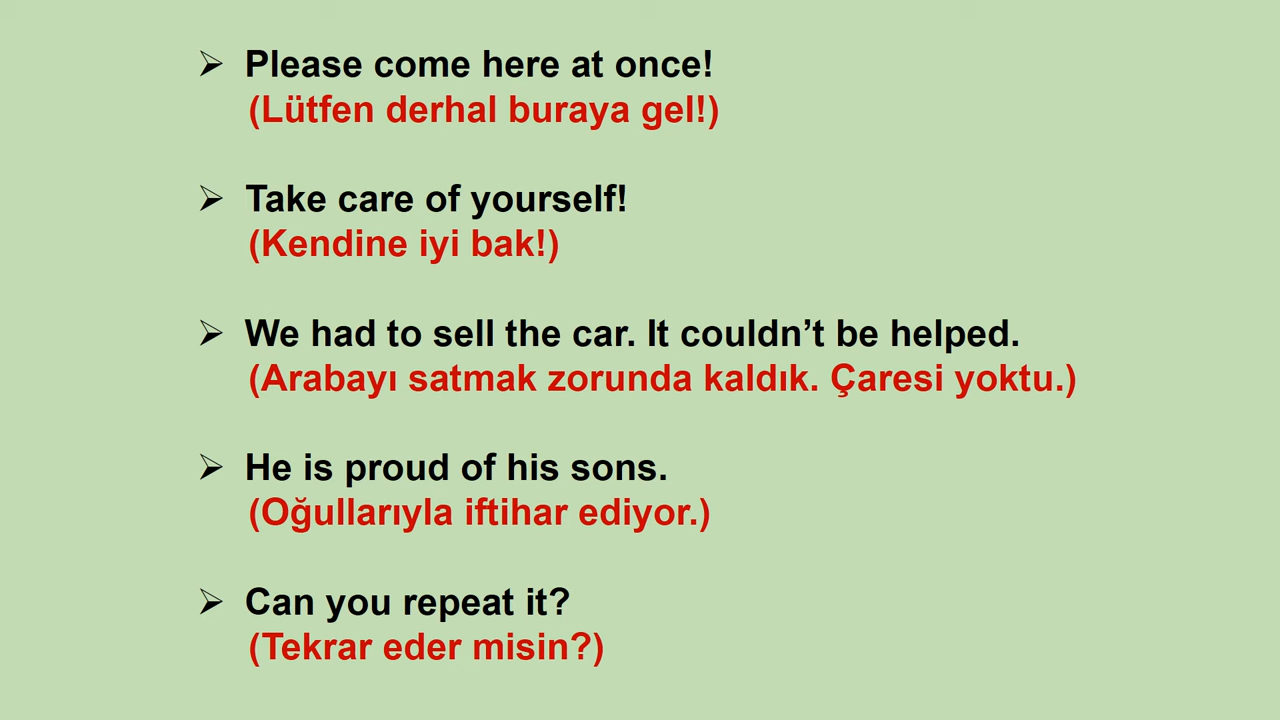 ➢ Please come here at once!
(Lütfen derhal buraya gel!)
➢ Take care of yourself!
(Kendine iyi bak!)
➢ We had to sell the car. It couldn’t be helped.
(Arabayı satmak zorunda kaldık. Çaresi yoktu.)
➢ He is proud of his sons.
(Oğullarıyla iftihar ediyor.)
➢ Can you repeat it?
(Tekrar eder misin?)